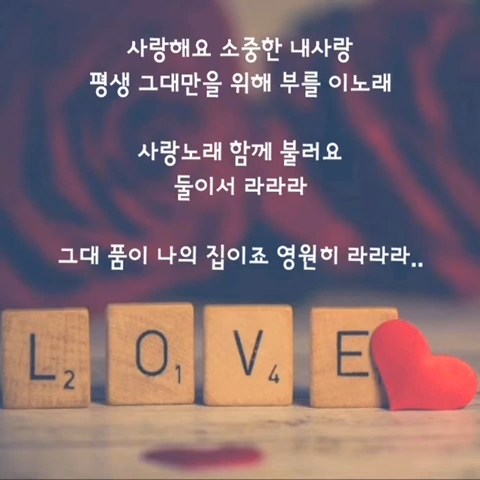 사랑해요 소중한 내사랑
평생 그대만을 위해 부를 이노래
사랑노래 함께 불러요
둘이서 라라라
그대 품이 나의 집이죠 영원히 라라라..
L2 O1 V4 E